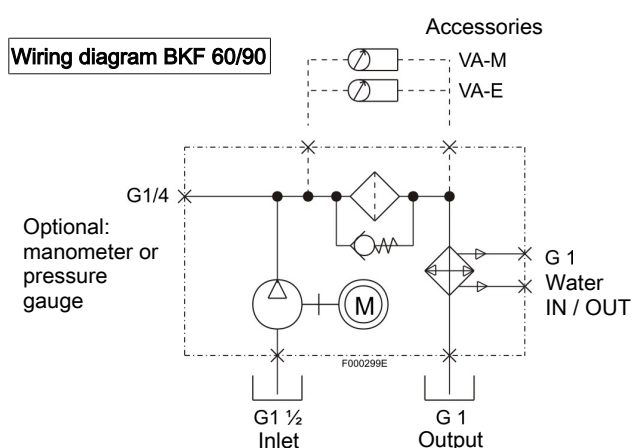 Accessories
Wiring diagram BKF 60/90
VA-M
VA-E
G1/4
Optional:
manometer or
pressure
gauge
G 1
Water
IN / OUT
M
F000299E
G1 ½
Inlet
G 1
Output